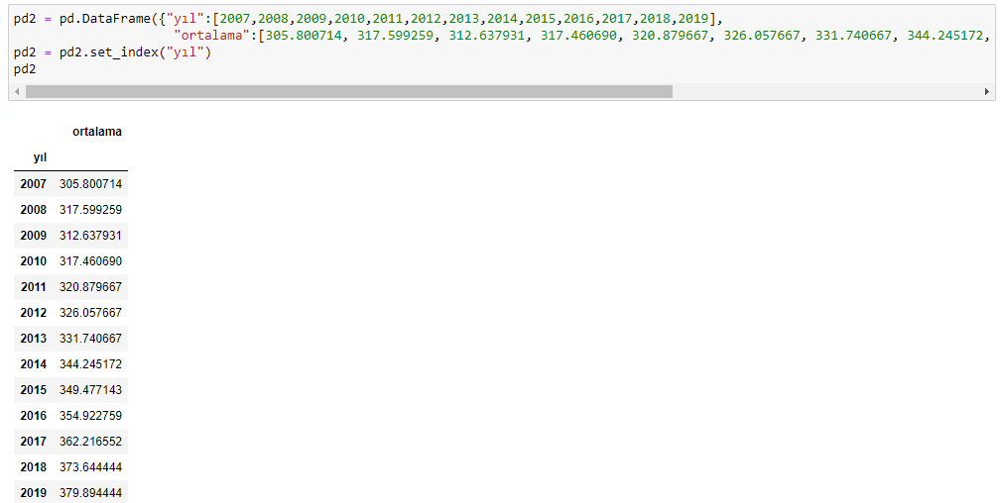 pd2 = pd.DataFrame({"yıl":[2007,2008,2009,2010,2011,2012,2013,2014,2015,2016,2017,2018,2019],
"ortalama":[305.800714, 317.599259, 312.637931, 317.460690, 320.879667, 326.057667, 331.740667, 344.245172,
pd2 = pd2.set_index("yıl")
pd2
ortalama
yıl
2007 305.800714
2008 317.599259
2009 312.637931
2010 317.460690
2011 320.879667
2012 326.057667
2013 331.740667
2014 344.245172
2015 349.477143
2016 354.922759
2017 362.216552
2018 373.644444
2019 379.894444